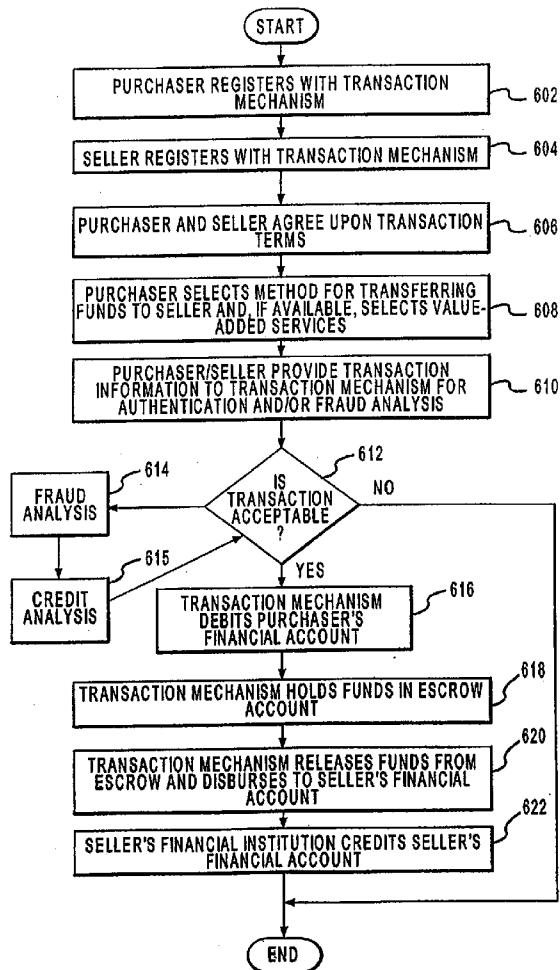 START
PURCHASER REGISTERS WITH TRANSACTION
MECHANISM
602
SELLER REGISTERS WITH TRANSACTION MECHANISM
604
PURCHASER AND SELLER AGREE UPON TRANSACTION
TERMS
606
PURCHASER SELECTS METHOD FOR TRANSFERRING
FUNDS TO SELLER AND, IF AVAILABLE, SELECTS VALUE-
ADDED SERVICES
608
PURCHASER/SELLER PROVIDE TRANSACTION
INFORMATION TO TRANSACTION MECHANISM FOR
AUTHENTICATION AND/OR FRAUD ANALYSIS
610
612
IS
TRANSACTION
ACCEPTABLE
?
NO
YES
614
FRAUD
ANALYSIS
615
CREDIT
ANALYSIS
TRANSACTION MECHANISM
DEBITS PURCHASER'S
FINANCIAL ACCOUNT
616
TRANSACTION MECHANISM HOLDS FUNDS IN ESCROW
ACCOUNT
618
TRANSACTION MECHANISM RELEASES FUNDS FROM
ESCROW AND DISBURSES TO SELLER'S FINANCIAL
ACCOUNT
620
SELLER'S FINANCIAL INSTITUTION CREDITS SELLER'S
FINANCIAL ACCOUNT
622
END